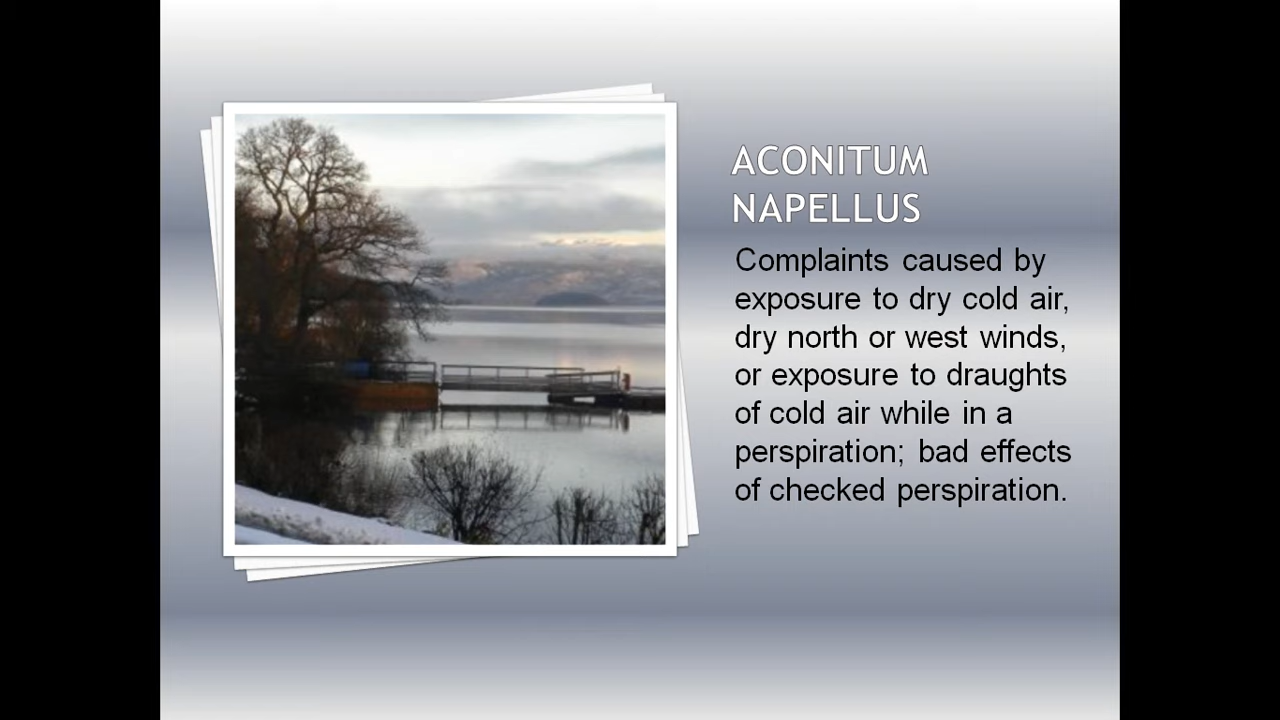 ACONITUM
NAPELLUS
Complaints caused by
exposure to dry cold air,
dry north or west winds,
or exposure to draughts
of cold air while in a
perspiration; bad effects
of checked perspiration.